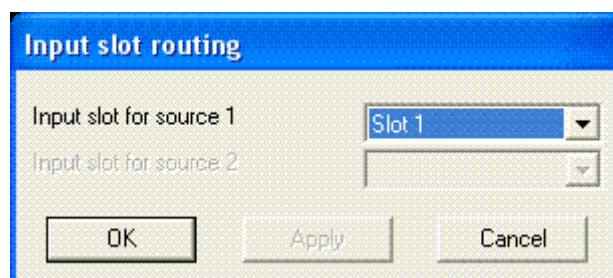 Input slot routing
Input slot for source 1
Slot 1
Input slot for source 2
OK
Apply
Cancel